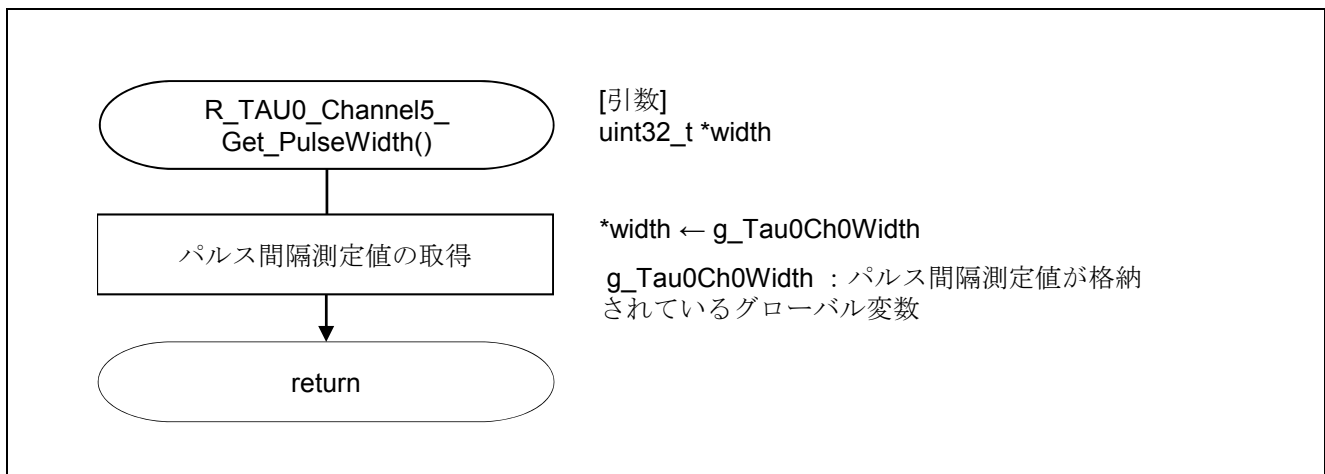 R_TAU0_Channel5_
Get_PulseWidth()
[引数]
uint32_t *width
パルス間隔測定値の取得
*width ← g_Tau0Ch0Width
g_Tau0Ch0Width ：パルス間隔測定値が格納
されているグローバル変数
return